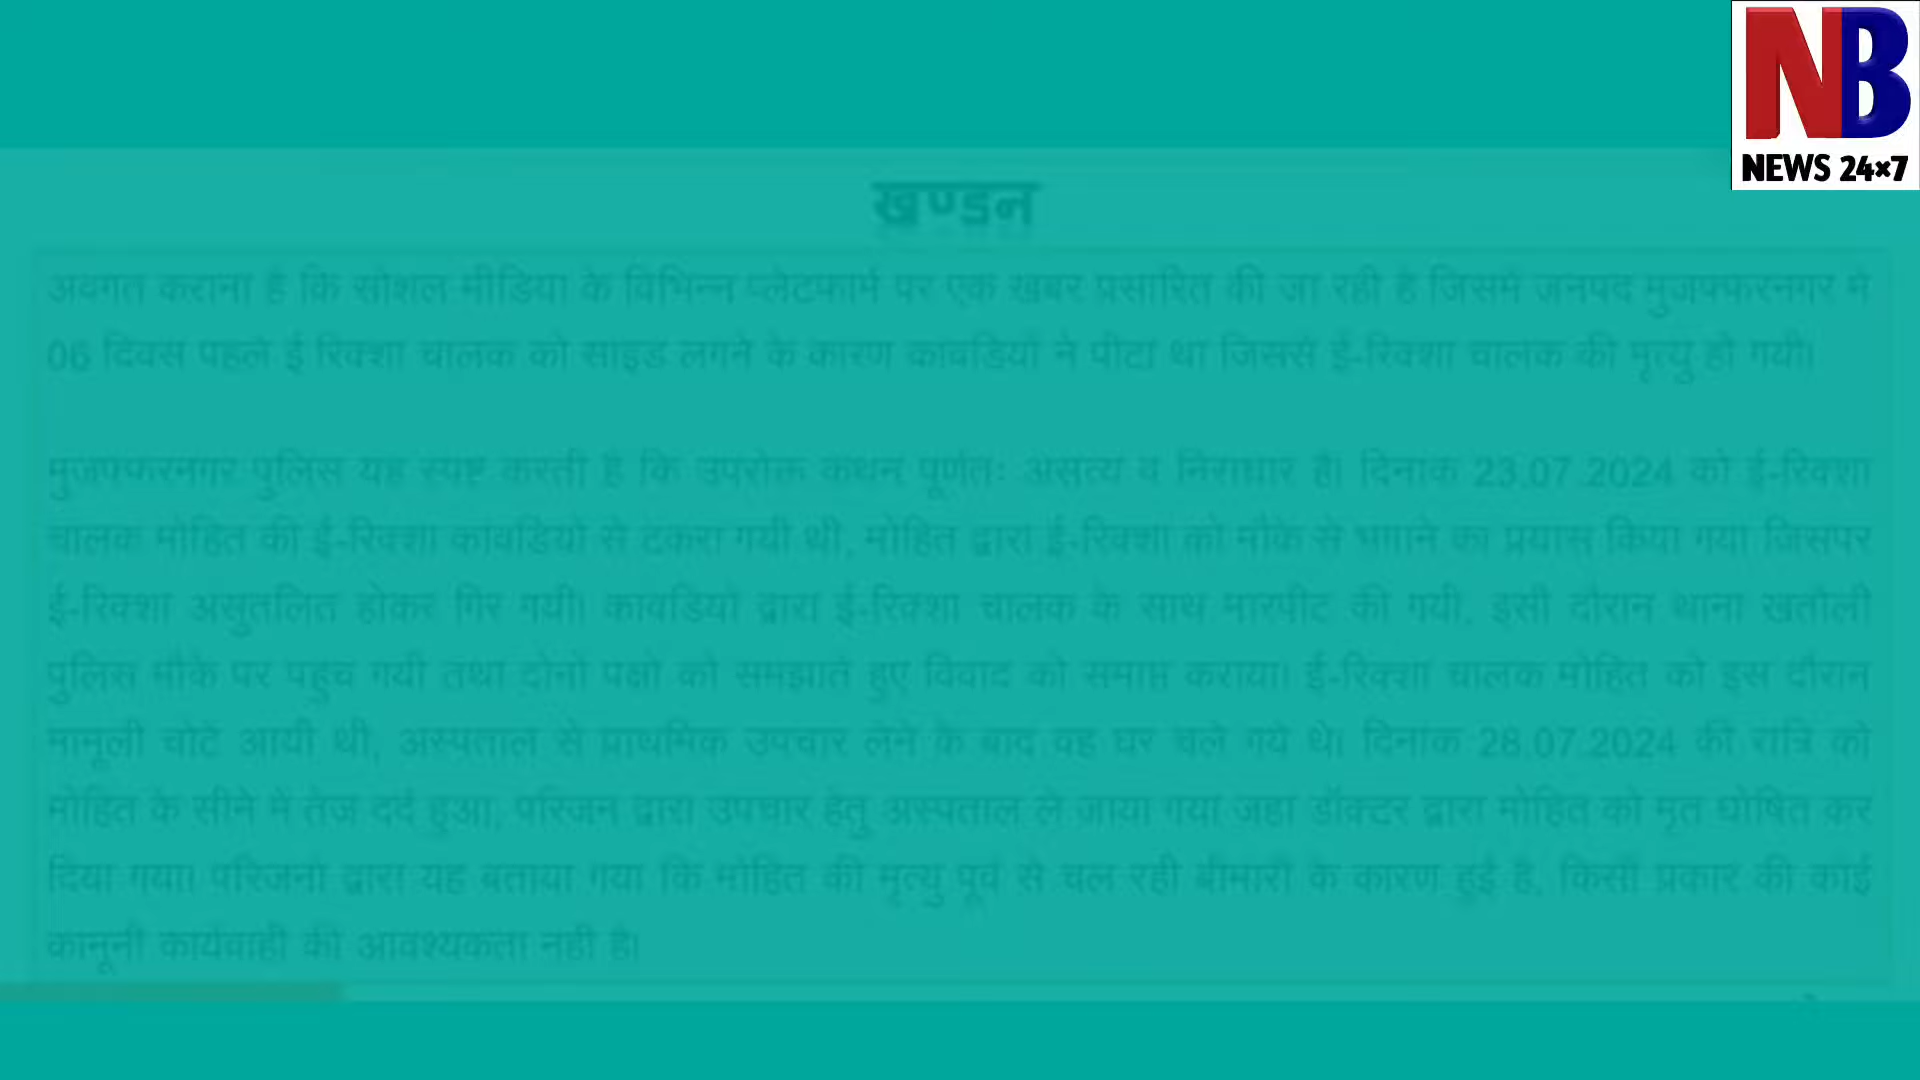 NB
NEWS 24×7
खण्डन
अवगत कराना है कि सोशल मीडिया के विभिन्न प्लेटफार्म पर एक खबर प्रसारित की जा रही है जिसमें जनपद मुजफ्फरनगर में
06 दिवस पहले ई रिक्शा चालक को साइड लगने के कारण कावडियों ने पीटा था जिससे ई-रिक्शा चालक की मृत्यु हो गयी।
मुजफ्फरनगर पुलिस यह स्पष्ट करती है कि उपरोक्त कथन पूर्णतः असत्य व निराधार है। दिनांक 23.07.2024 को ई-रिक्शा
चालक मोहित की ई-रिक्शा कांवडियों से टकरा गयी थी, मोहित द्वारा ई-रिक्शा को मौके से भगाने का प्रयास किया गया जिसपर
ई-रिक्शा असुतलित होकर गिर गयी। कावडियों द्वारा ई-रिक्शा चालक के साथ मारपीट की गयी, इसी दौरान थाना खतौली
पुलिस मौके पर पहुंच गयी तथा दोनो पक्षो को समझाते हुए विवाद को समाप्त कराया। ई-रिक्शा चालक मोहित को इस दौरान
मामूली चोटें आयी थी, अस्पताल से प्राथमिक उपचार लेने के बाद वह घर चले गये थे। दिनांक 28.07.2024 की रात्रि को
मोहित के सीने में तेज दर्द हुआ, परिजन द्वारा उपचार हेतु अस्पताल ले जाया गया जहां डॉक्टर द्वारा मोहित को मृत घोषित कर
दिया गया। परिजनों द्वारा यह बताया गया कि मोहित की मृत्यु पूर्व से चल रही बीमारी के कारण हुई है, किसी प्रकार की कोई
कानूनी कार्यवाही की आवश्यकता नही है।